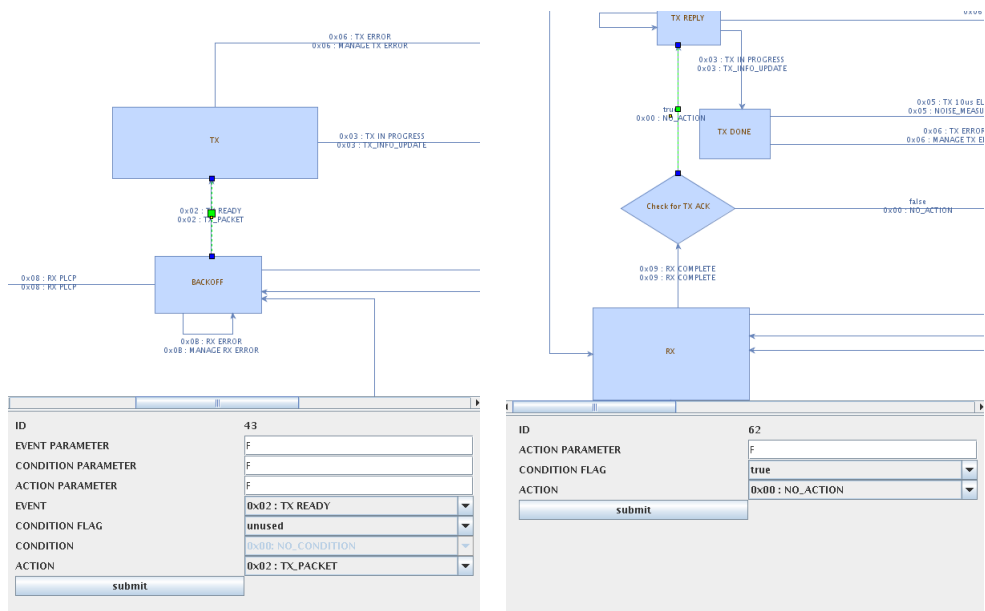 0x06 : TX ERROR
0x06 : MANAGE TX ERROR
TX
0x03 : TX IN PROGRESS
0x03 : TX_INFO_UPDATE
0x02 : TX READY
0x02 : TX_PACKET
0x08 : RX PLCP
0x08 : RX PLCP
BACKOFF
0x0B : RX ERROR
0x0B : MANAGE RX ERROR
ID 43
EVENT PARAMETER F
CONDITION PARAMETER F
ACTION PARAMETER F
EVENT 0x02 : TX READY
CONDITION FLAG unused
CONDITION 0x00: NO_CONDITION
ACTION 0x02 : TX_PACKET
submit
TX REPLY
0x06
0x03 : TX IN PROGRESS
0x03 : TX_INFO_UPDATE
true
0x00 : NO_ACTION
TX DONE
0x05 : TX 10us EL
0x05 : NOISE_MEASU
0x06 : TX ERROR
0x06 : MANAGE TX E
Check for TX ACK
false
0x00 : NO_ACTION
0x09 : RX COMPLETE
0x09 : RX COMPLETE
RX
ID 62
ACTION PARAMETER F
CONDITION FLAG true
ACTION 0x00 : NO_ACTION
submit